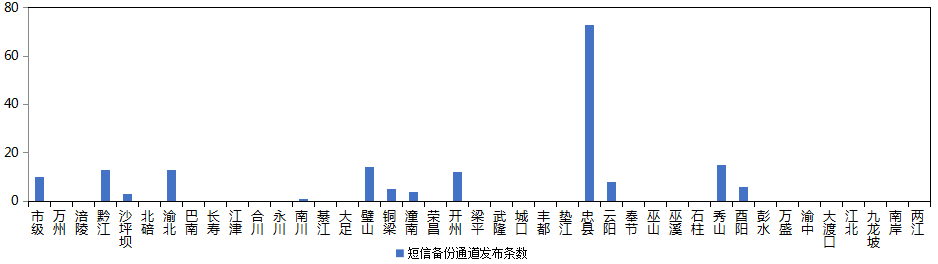 80
60
40
20
0
市级
万州
涪陵
黔江
沙坪坝
北碚
渝北
巴南
长寿
江津
合川
永川
南川
綦江
大足
璧山
铜梁
潼南
荣昌
开州
梁平
武隆
城口
丰都
垫江
忠县
云阳
奉节
巫山
巫溪
石柱
秀山
酉阳
彭水
万盛
渝中
大渡口
江北
九龙坡
南岸
两江
短信备份通道发布条数